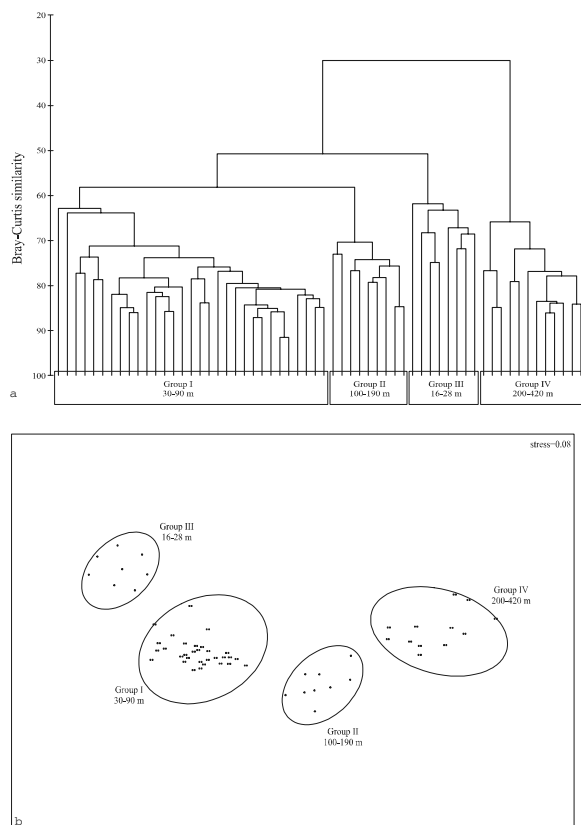 20
30
40
50
60
70
80
90
100
Bray-Curtis similarity
Group I
30-90 m
Group II
100-190 m
Group III
16-28 m
Group IV
200-420 m
a
stress=0.08
Group III
16-28 m
Group IV
200-420 m
Group I
30-90 m
Group II
100-190 m
b